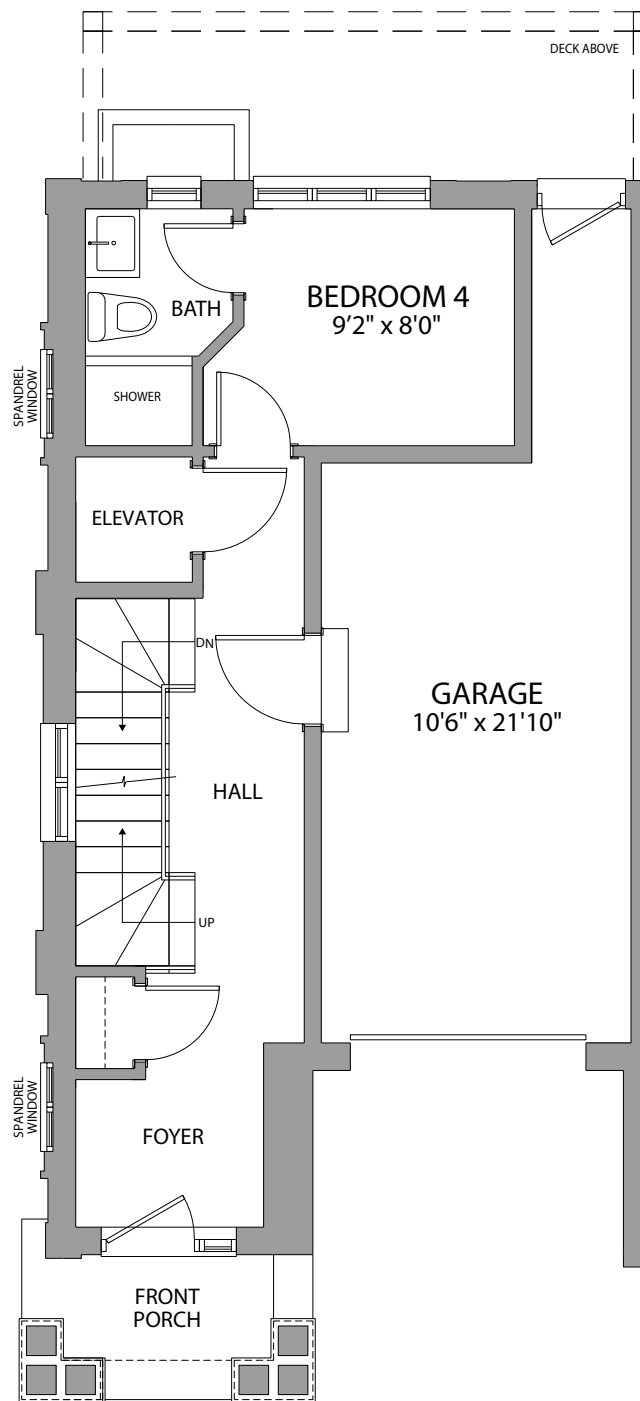 DECK ABOVE
BEDROOM 4
9'2" x 8'0"
BATH
SPANDREL
WINDOW
SHOWER
ELEVATOR
DN
GARAGE
10'6" x 21'10"
HALL
UP
SPANDREL
WINDOW
FOYER
FRONT
PORCH